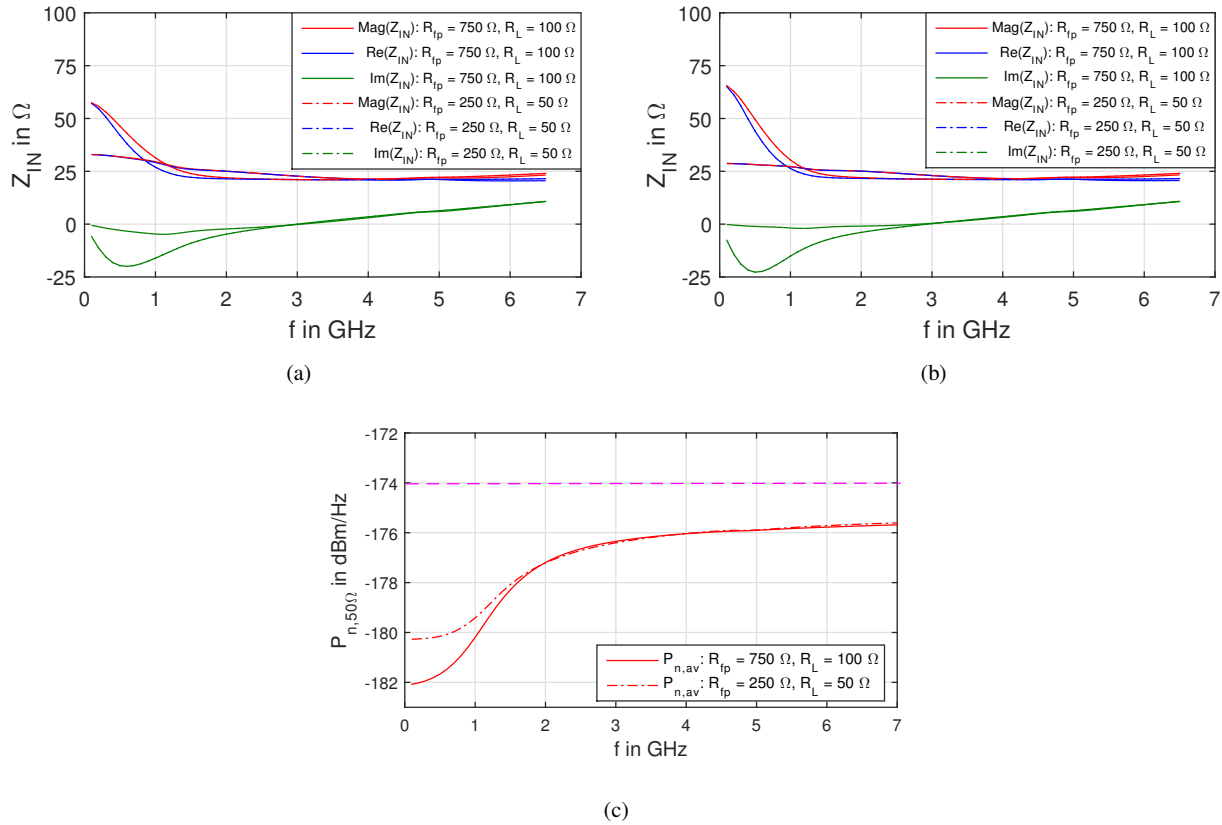 100
75
50
25
0
-25
Z_IN in Ω
0 1 2 3 4 5 6 7
f in GHz
Mag(Z_IN): R_fp = 750 Ω, R_L = 100 Ω
Re(Z_IN): R_fp = 750 Ω, R_L = 100 Ω
Im(Z_IN): R_fp = 750 Ω, R_L = 100 Ω
Mag(Z_IN): R_fp = 250 Ω, R_L = 50 Ω
Re(Z_IN): R_fp = 250 Ω, R_L = 50 Ω
Im(Z_IN): R_fp = 250 Ω, R_L = 50 Ω
(a)
100
75
50
25
0
-25
Z_IN in Ω
0 1 2 3 4 5 6 7
f in GHz
Mag(Z_IN): R_fp = 750 Ω, R_L = 100 Ω
Re(Z_IN): R_fp = 750 Ω, R_L = 100 Ω
Im(Z_IN): R_fp = 750 Ω, R_L = 100 Ω
Mag(Z_IN): R_fp = 250 Ω, R_L = 50 Ω
Re(Z_IN): R_fp = 250 Ω, R_L = 50 Ω
Im(Z_IN): R_fp = 250 Ω, R_L = 50 Ω
(b)
-172
-174
-176
-178
-180
-182
P_n,50Ω in dBm/Hz
0 1 2 3 4 5 6 7
f in GHz
P_n,av: R_fp = 750 Ω, R_L = 100 Ω
P_n,av: R_fp = 250 Ω, R_L = 50 Ω
(c)